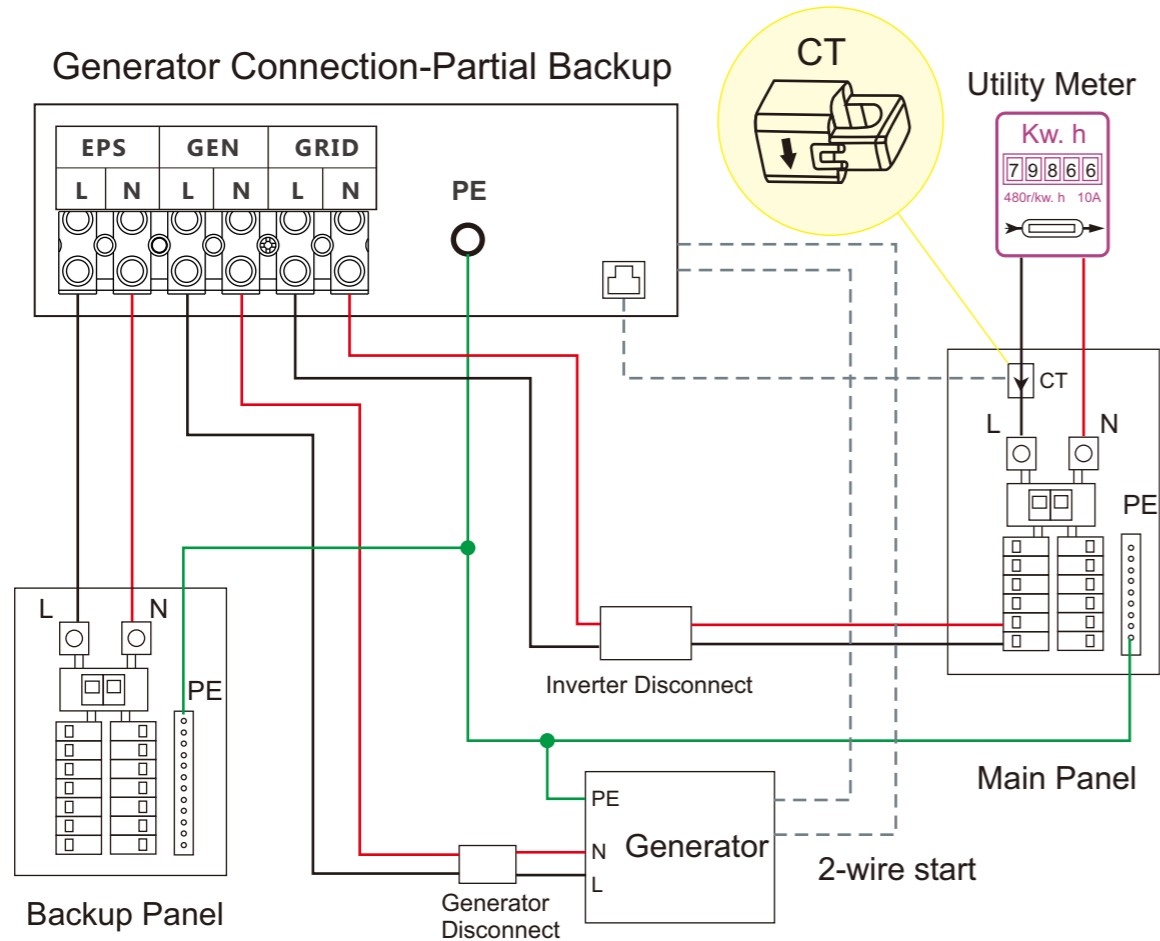 Generator Connection-Partial Backup
CT
Utility Meter
Kw. h
79866
480r/kw. h 10A
EPS GEN GRID
L N L N L N
PE
CT
L N
PE
L N
PE
Inverter Disconnect
Main Panel
PE
N
L
Generator
2-wire start
Generator
Disconnect
Backup Panel